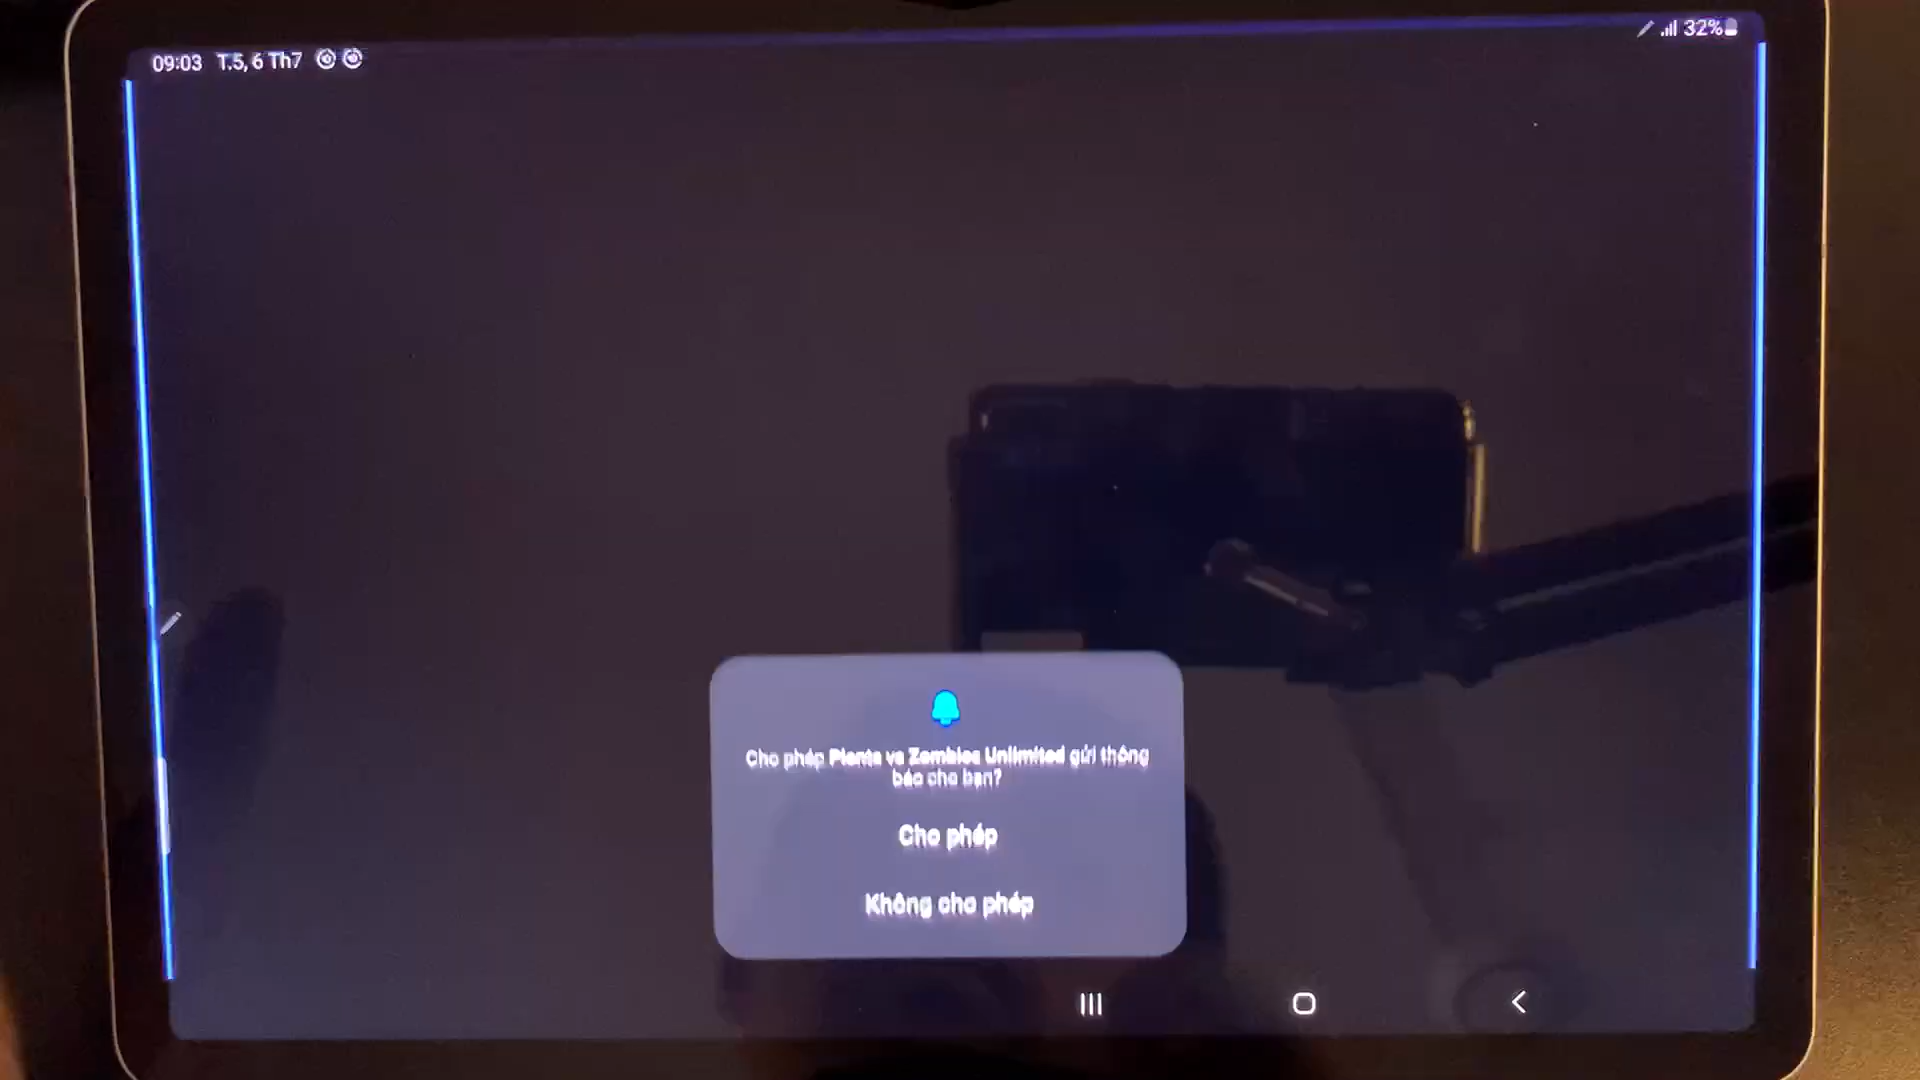 09:03 T.5, 6 Th7
32%
Cho phép Plants vs Zombies Unlimited gửi thông
báo cho bạn?
Cho phép
Không cho phép